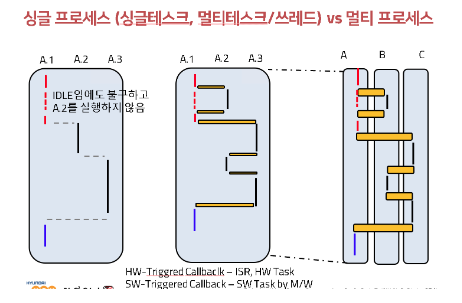 싱글 프로세스 (싱글테스크, 멀티테스크/쓰레드) vs 멀티 프로세스
A.1 A.2 A.3 A.1 A.2 A.3 A B C
IDLE임에도 불구하고
A.2를 실행하지 않음
HW-Triggred Callbaclk – ISR, HW Task
SW-Triggered Callback – SW Task by M/W
HYUNDAI